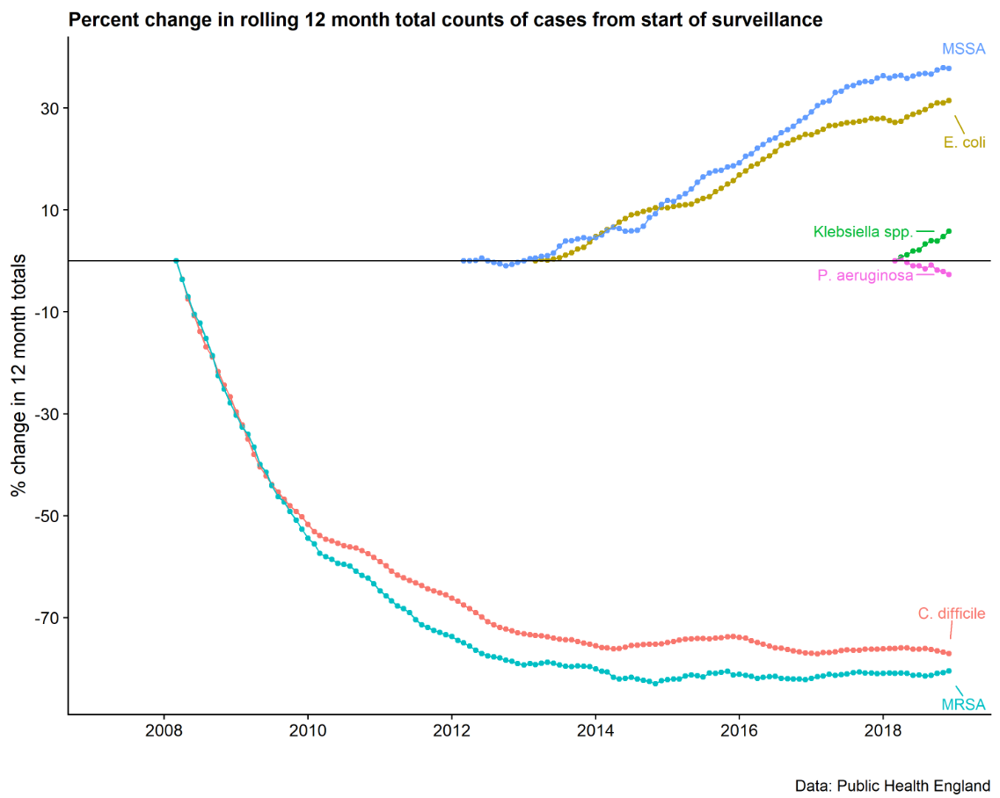 Percent change in rolling 12 month total counts of cases from start of surveillance
MSSA
30
E. coli
10
Klebsiella spp.
P. aeruginosa
-10
% change in 12 month totals
-30
-50
-70
C. difficile
MRSA
2008 2010 2012 2014 2016 2018
Data: Public Health England